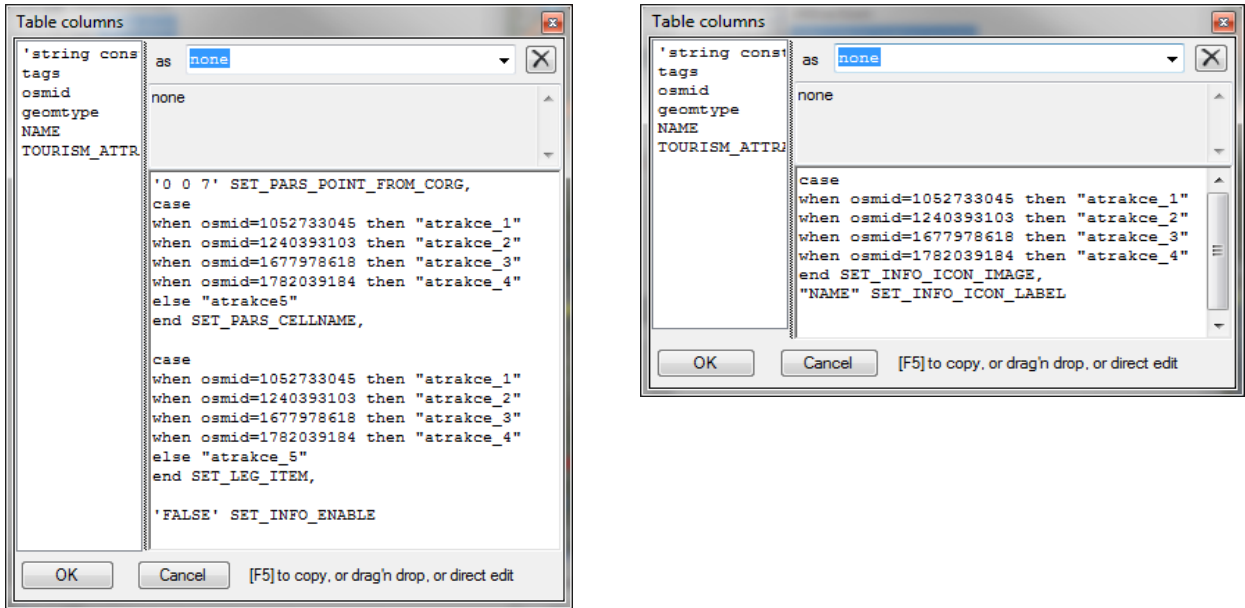 Table columns
'string cons
tags
osmid
geomtype
NAME
TOURISM_ATTR
as none
none
'0 0 7' SET_PARS_POINT_FROM_CORG,
case
when osmid=1052733045 then "atrakce_1"
when osmid=1240393103 then "atrakce_2"
when osmid=1677978618 then "atrakce_3"
when osmid=1782039184 then "atrakce_4"
else "atrakce5"
end SET_PARS_CELLNAME,
case
when osmid=1052733045 then "atrakce_1"
when osmid=1240393103 then "atrakce_2"
when osmid=1677978618 then "atrakce_3"
when osmid=1782039184 then "atrakce_4"
else "atrakce_5"
end SET_LEG_ITEM,
'FALSE' SET_INFO_ENABLE
OK Cancel [F5] to copy, or drag'n drop, or direct edit
Table columns
'string const
tags
osmid
geomtype
NAME
TOURISM_ATTRA
as none
none
case
when osmid=1052733045 then "atrakce_1"
when osmid=1240393103 then "atrakce_2"
when osmid=1677978618 then "atrakce_3"
when osmid=1782039184 then "atrakce_4"
end SET_INFO_ICON_IMAGE,
"NAME" SET_INFO_ICON_LABEL
OK Cancel [F5] to copy, or drag'n drop, or direct edit